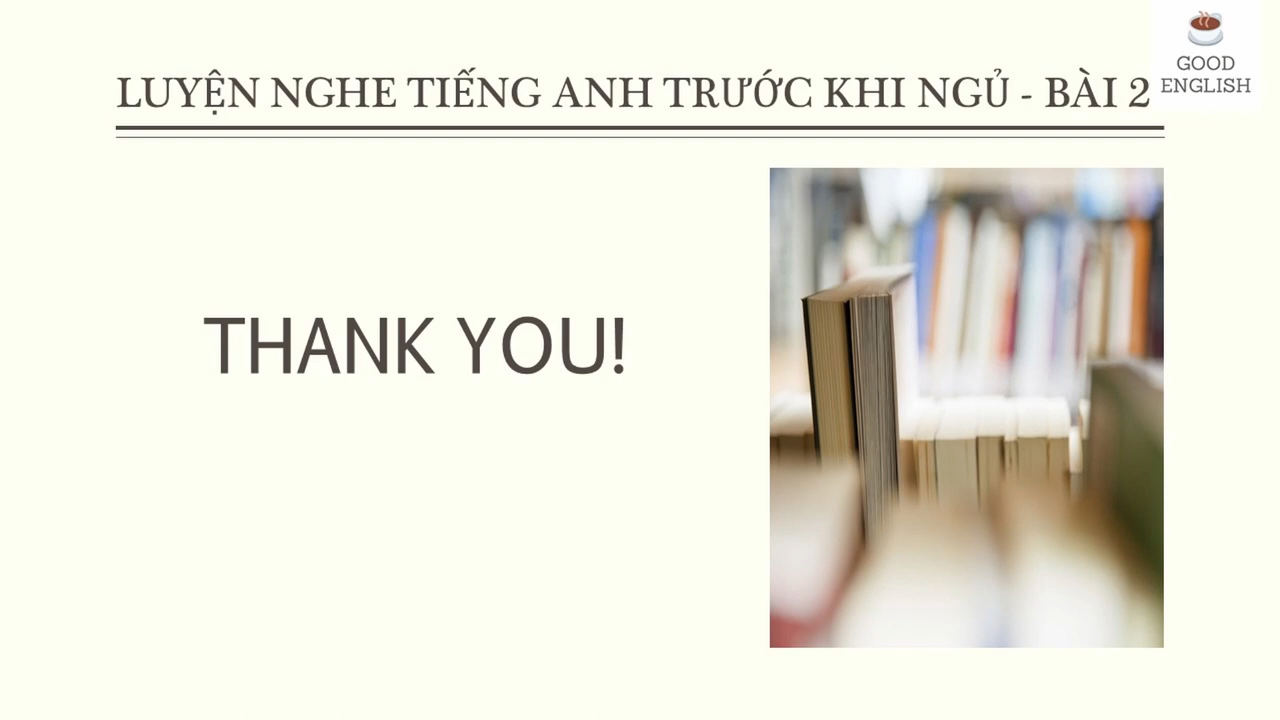 LUYỆN NGHE TIẾNG ANH TRƯỚC KHI NGỦ - BÀI 2
GOOD
ENGLISH
THANK YOU!